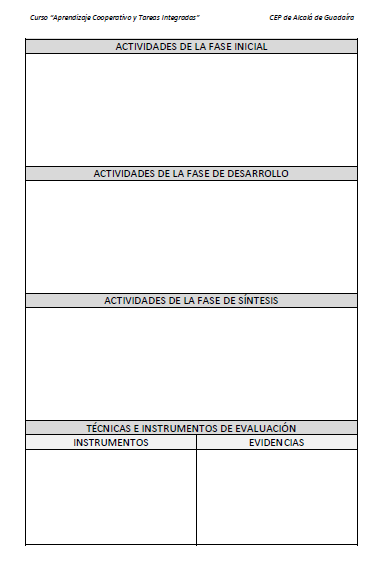 Curso "Aprendizaje Cooperativo y Tareas Integradas" CEP de Alcalá de Guadaíra
ACTIVIDADES DE LA FASE INICIAL
ACTIVIDADES DE LA FASE DE DESARROLLO
ACTIVIDADES DE LA FASE DE SÍNTESIS
TÉCNICAS E INSTRUMENTOS DE EVALUACIÓN
INSTRUMENTOS EVIDENCIAS